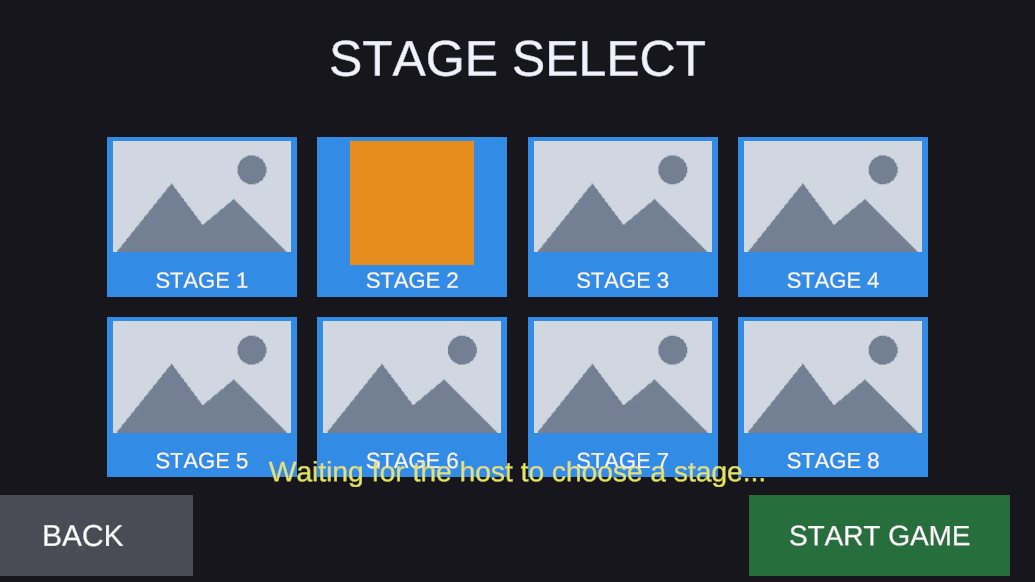 STAGE SELECT
STAGE 1
STAGE 2
STAGE 3
STAGE 4
STAGE 5
STAGE 6
STAGE 7
STAGE 8
Waiting for the host to choose a stage...
BACK
START GAME